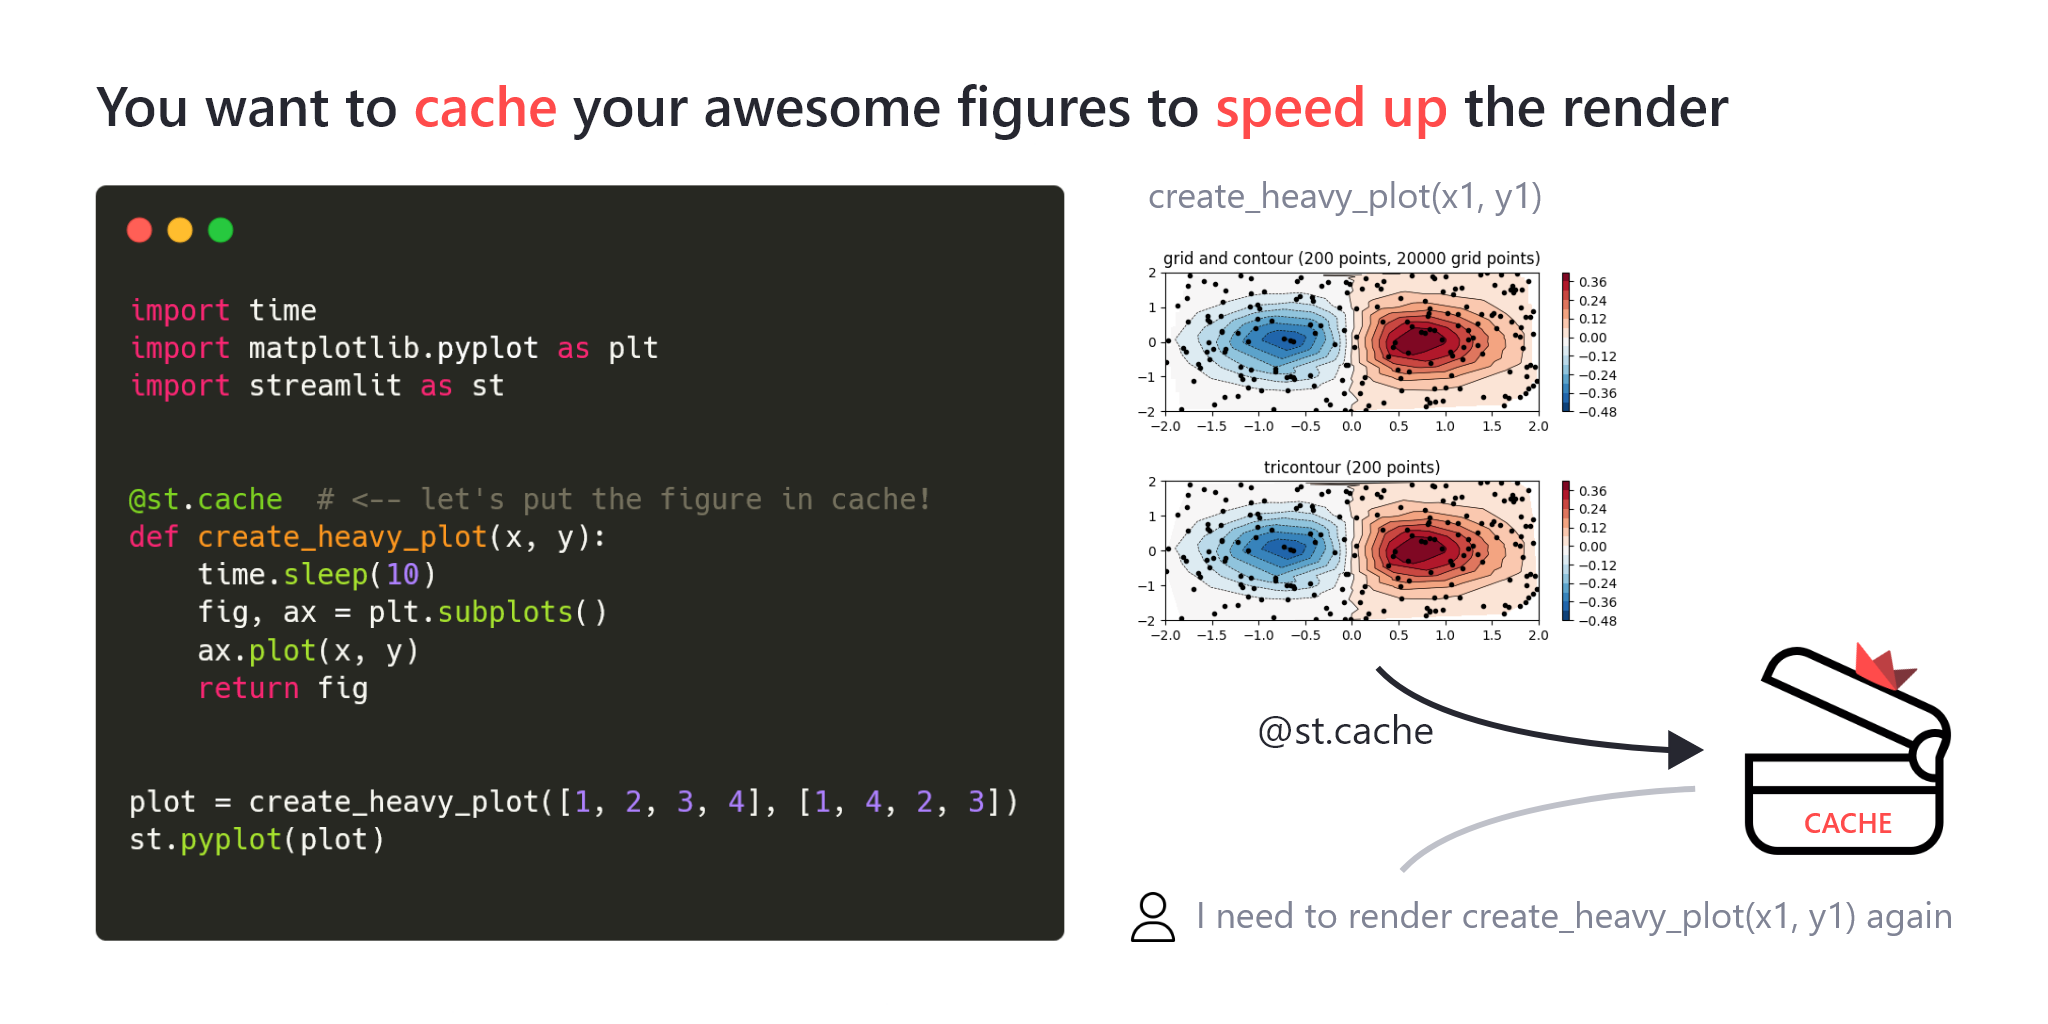 You want to cache your awesome figures to speed up the render
import time
import matplotlib.pyplot as plt
import streamlit as st
@st.cache  # <-- let's put the figure in cache!
def create_heavy_plot(x, y):
    time.sleep(10)
    fig, ax = plt.subplots()
    ax.plot(x, y)
    return fig
plot = create_heavy_plot([1, 2, 3, 4], [1, 4, 2, 3])
st.pyplot(plot)
create_heavy_plot(x1, y1)
grid and contour (200 points, 20000 grid points)
2
1
0
−1
−2
−2.0 −1.5 −1.0 −0.5 0.0 0.5 1.0 1.5 2.0
0.36
0.24
0.12
0.00
−0.12
−0.24
−0.36
−0.48
tricontour (200 points)
2
1
0
−1
−2
−2.0 −1.5 −1.0 −0.5 0.0 0.5 1.0 1.5 2.0
0.36
0.24
0.12
0.00
−0.12
−0.24
−0.36
−0.48
@st.cache
CACHE
I need to render create_heavy_plot(x1, y1) again